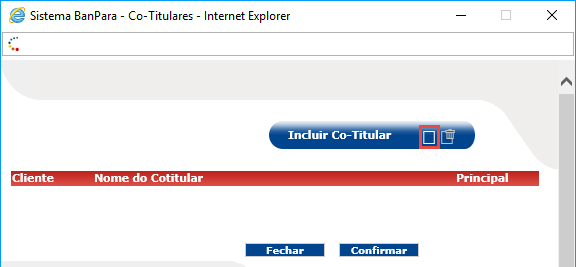 Sistema BanPara - Co-Titulares - Internet Explorer
Incluir Co-Titular
Cliente Nome do Cotitular Principal
Fechar Confirmar